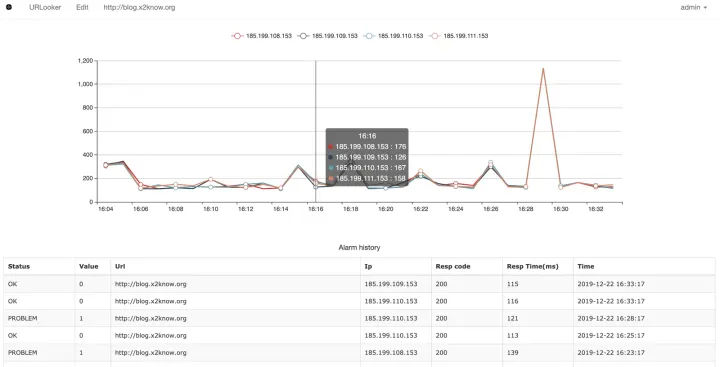 URLooker Edit http://blog.x2know.org admin
185.199.108.153 185.199.109.153 185.199.110.153 185.199.111.153
1,200
1,000
800
600
400
200
0
16:16
185.199.108.153 : 176
185.199.109.153 : 126
185.199.110.153 : 167
185.199.111.153 : 158
16:04 16:06 16:08 16:10 16:12 16:14 16:16 16:18 16:20 16:22 16:24 16:26 16:28 16:30 16:32
Alarm history
Status Value Url Ip Resp code Resp Time(ms) Time
OK 0 http://blog.x2know.org 185.199.109.153 200 115 2019-12-22 16:33:17
OK 0 http://blog.x2know.org 185.199.110.153 200 116 2019-12-22 16:33:17
PROBLEM 1 http://blog.x2know.org 185.199.110.153 200 121 2019-12-22 16:28:17
OK 0 http://blog.x2know.org 185.199.110.153 200 113 2019-12-22 16:25:17
PROBLEM 1 http://blog.x2know.org 185.199.108.153 200 139 2019-12-22 16:23:17